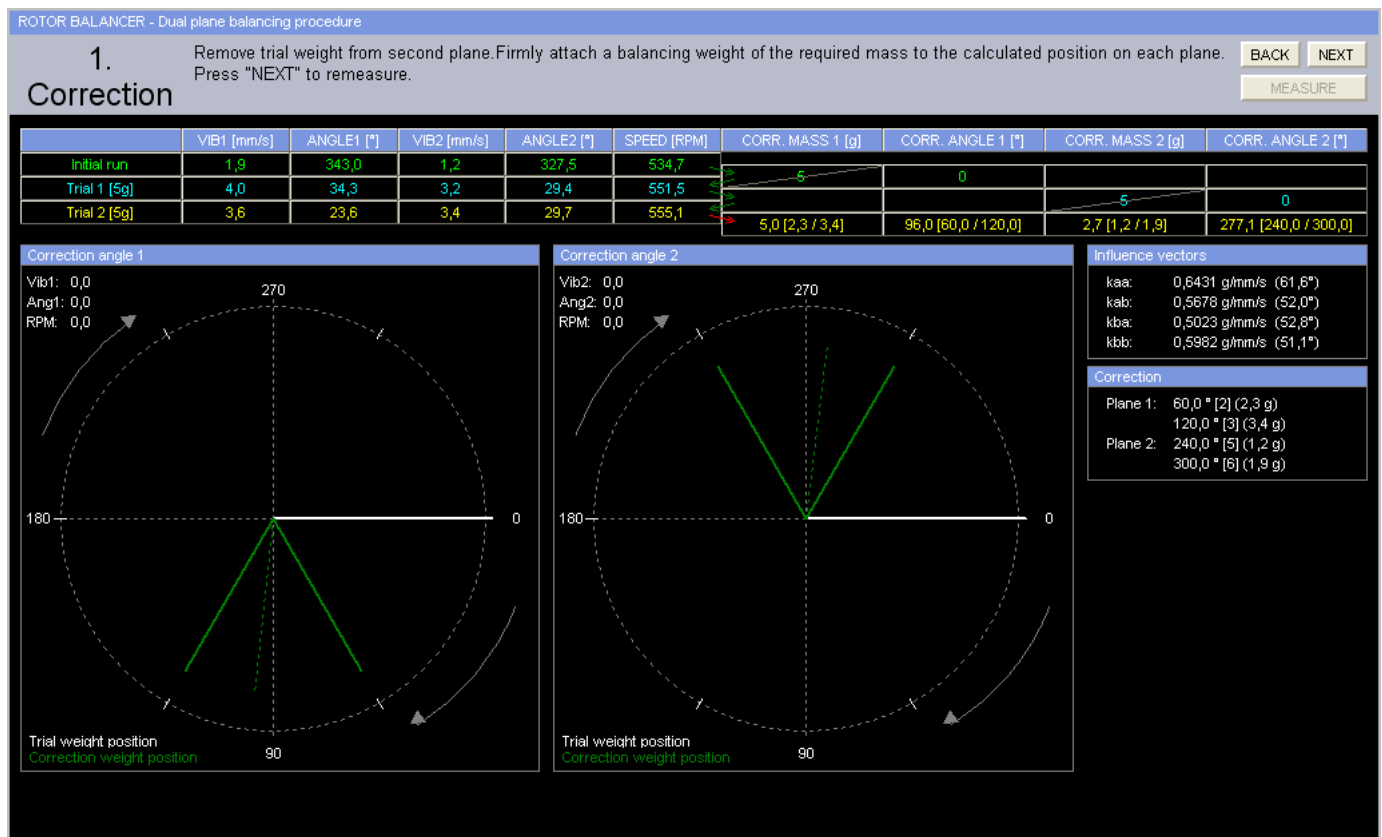 ROTOR BALANCER - Dual plane balancing procedure
1.
Correction
Remove trial weight from second plane.Firmly attach a balancing weight of the required mass to the calculated position on each plane.
Press "NEXT" to remeasure.
BACK NEXT
MEASURE
VIB1 [mm/s] ANGLE1 [°] VIB2 [mm/s] ANGLE2 [°] SPEED [RPM] CORR. MASS 1 [g] CORR. ANGLE 1 [°] CORR. MASS 2 [g] CORR. ANGLE 2 [°]
Initial run 1,9 343,0 1,2 327,5 534,7
5 0
Trial 1 [5g] 4,0 34,3 3,2 29,4 551,5
5 0
Trial 2 [5g] 3,6 23,6 3,4 29,7 555,1
5,0 [2,3 / 3,4] 96,0 [60,0 / 120,0] 2,7 [1,2 / 1,9] 277,1 [240,0 / 300,0]
Correction angle 1
Vib1: 0,0
Ang1: 0,0
RPM: 0,0
270
180
0
90
Trial weight position
Correction weight position
Correction angle 2
Vib2: 0,0
Ang2: 0,0
RPM: 0,0
270
180
0
90
Trial weight position
Correction weight position
Influence vectors
kaa: 0,6431 g/mm/s (61,6°)
kab: 0,5678 g/mm/s (52,0°)
kba: 0,5023 g/mm/s (52,8°)
kbb: 0,5982 g/mm/s (51,1°)
Correction
Plane 1: 60,0 ° [2] (2,3 g)
120,0 ° [3] (3,4 g)
Plane 2: 240,0 ° [5] (1,2 g)
300,0 ° [6] (1,9 g)